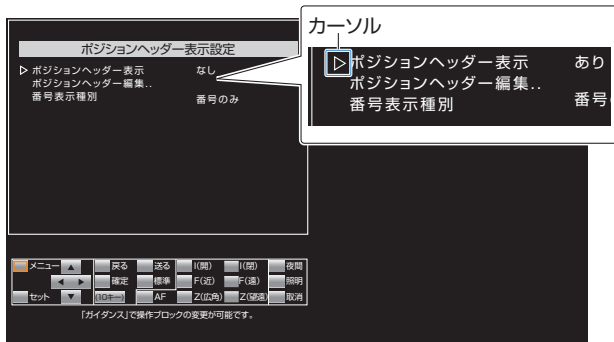 カーソル
ポジションヘッダー表示設定
▷ ポジションヘッダー表示 なし
ポジションヘッダー編集..
番号表示種別 番号のみ
▷ ポジションヘッダー表示 あり
ポジションヘッダー編集..
番号表示種別 番号
メニュー ▲ 戻る 送る I(開) I(閉) 夜間
◀ ▶ 確定 標準 F(近) F(遠) 照明
セット ▼ (10キー) AF Z(広角) Z(望遠) 取消
「ガイダンス」で操作ブロックの変更が可能です。